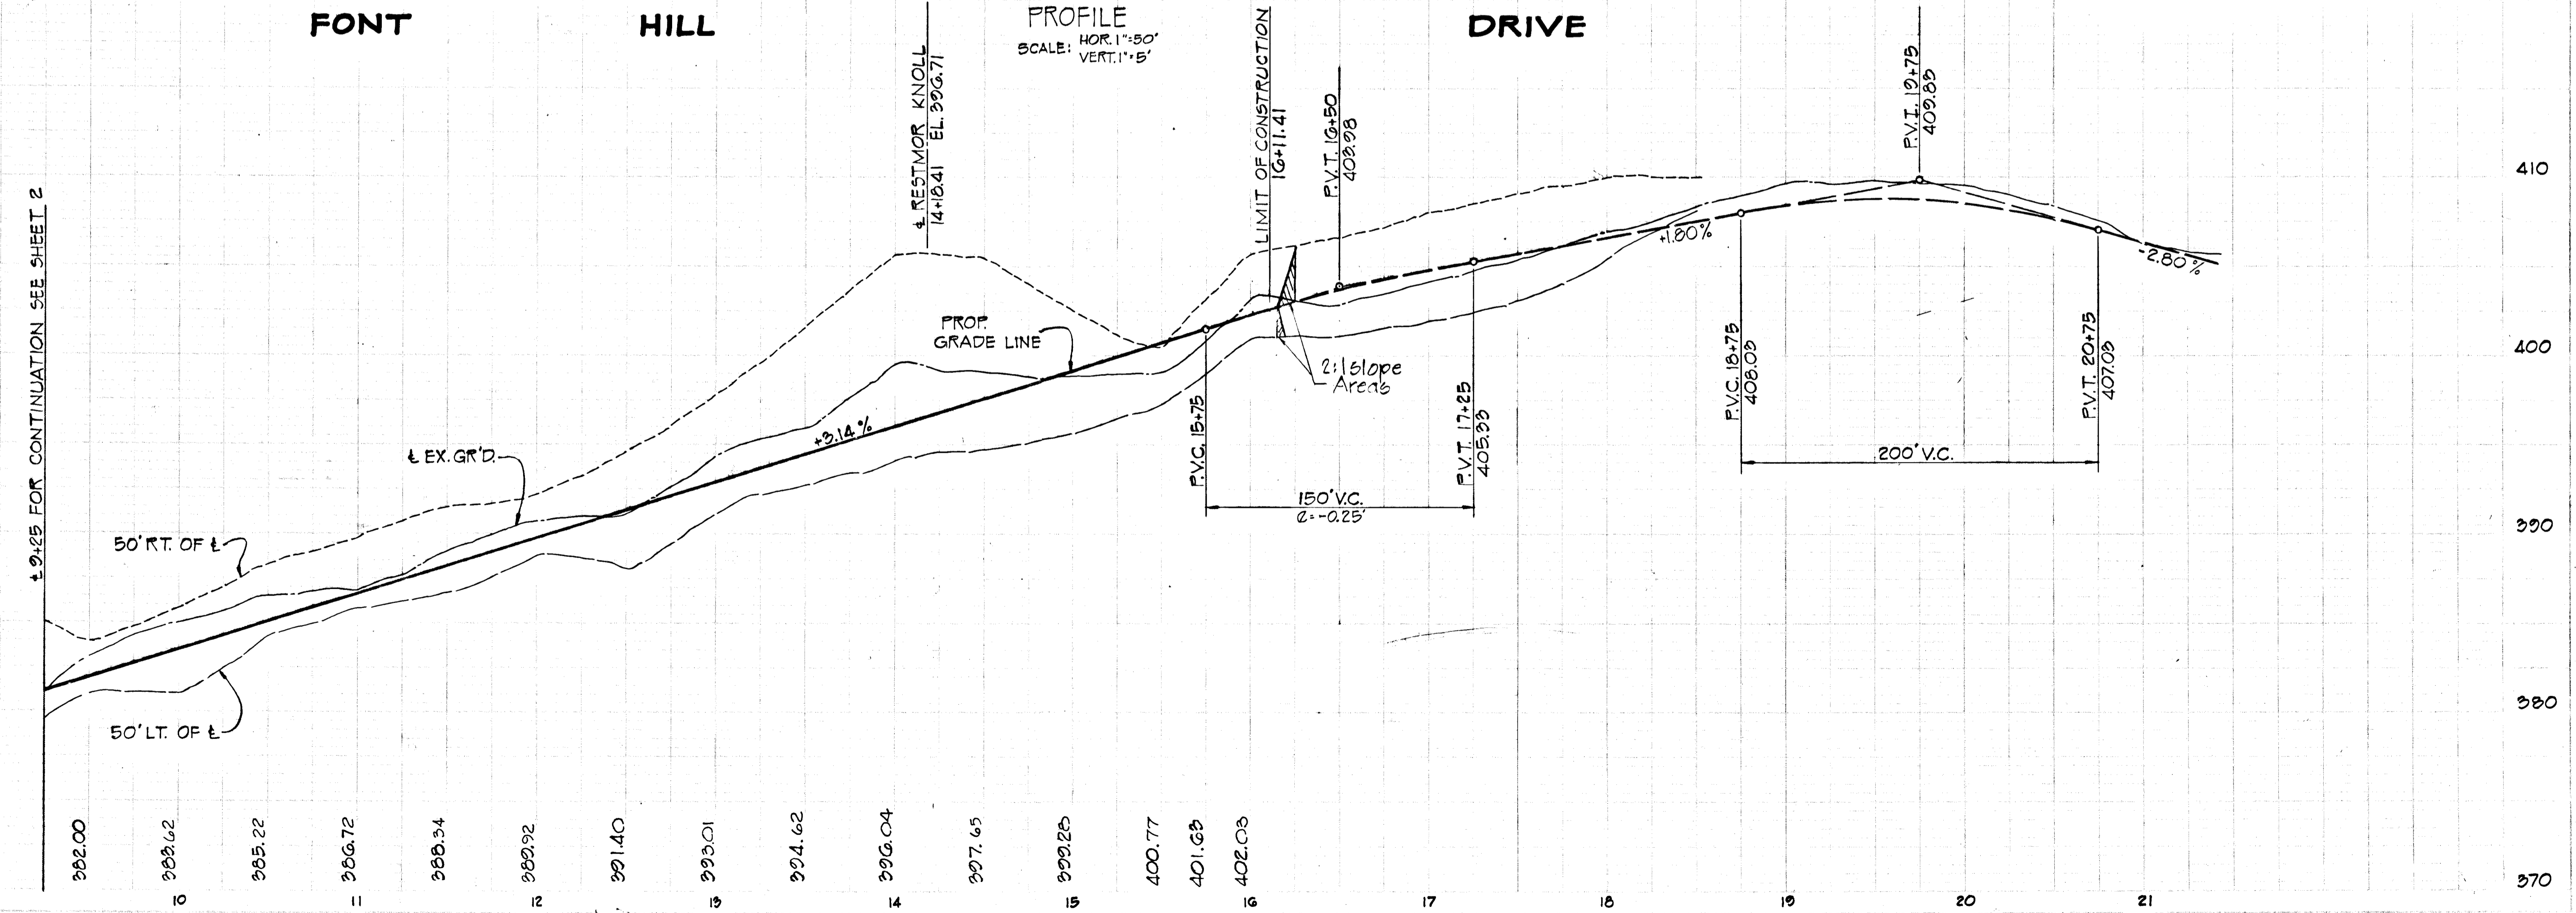 FONT HILL DRIVE
PROFILE
SCALE: HOR. 1"=50'
VERT. 1"=5'
℄ 9+25 FOR CONTINUATION SEE SHEET 2
℄ RESTMOR KNOLL
14+18.41 EL. 396.71
LIMIT OF CONSTRUCTION
16+11.41
P.V.T. 16+50
403.98
P.V.I. 19+75
409.83
410
400
390
380
370
PROP.
GRADE LINE
2:1 slope
Areas
+1.80%
-2.80%
+3.14%
℄ EX. GR'D.
50' RT. OF ℄
50' LT. OF ℄
P.V.C. 15+75
P.V.T. 17+25
405.33
150' V.C.
e=-0.25'
P.V.C. 18+75
408.03
P.V.T. 20+75
407.03
200' V.C.
382.00 383.62 385.22 386.72 388.34 389.92 391.40 393.01 394.62 396.04 397.65 399.28 400.77 401.63 402.03
10 11 12 13 14 15 16 17 18 19 20 21